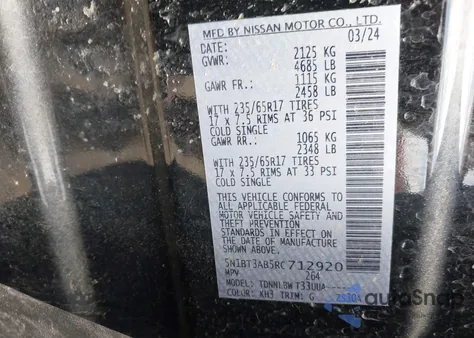 MFD BY NISSAN MOTOR CO., LTD.
DATE: 03/24
GVWR: 2125 KG
4685 LB
GAWR FR.: 1115 KG
2458 LB
WITH 235/65R17 TIRES
17 x 7.5 RIMS AT 36 PSI
COLD SINGLE
GAWR RR.: 1065 KG
2348 LB
WITH 235/65R17 TIRES
17 x 7.5 RIMS AT 33 PSI
COLD SINGLE
THIS VEHICLE CONFORMS TO
ALL APPLICABLE FEDERAL
MOTOR VEHICLE SAFETY AND
THEFT PREVENTION
STANDARDS IN EFFECT ON
THE DATE OF MANUFACTURE
SHOWN ABOVE.
5N1BT3AB5RC712920
MPV 264
MODEL: TDNNLBW T33UUA
COLOR: KH3 TRIM: G
autoSnap